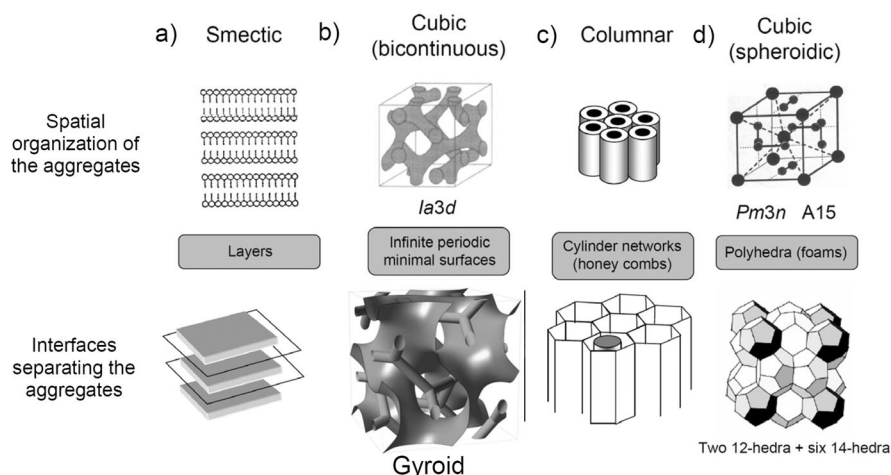 a)
Smectic
b)
Cubic
(bicontinuous)
c)
Columnar
d)
Cubic
(spheroidic)
Spatial
organization of
the aggregates
Ia3d
Pm3n A15
Layers
Infinite periodic
minimal surfaces
Cylinder networks
(honey combs)
Polyhedra (foams)
Interfaces
separating the
aggregates
Gyroid
Two 12-hedra + six 14-hedra